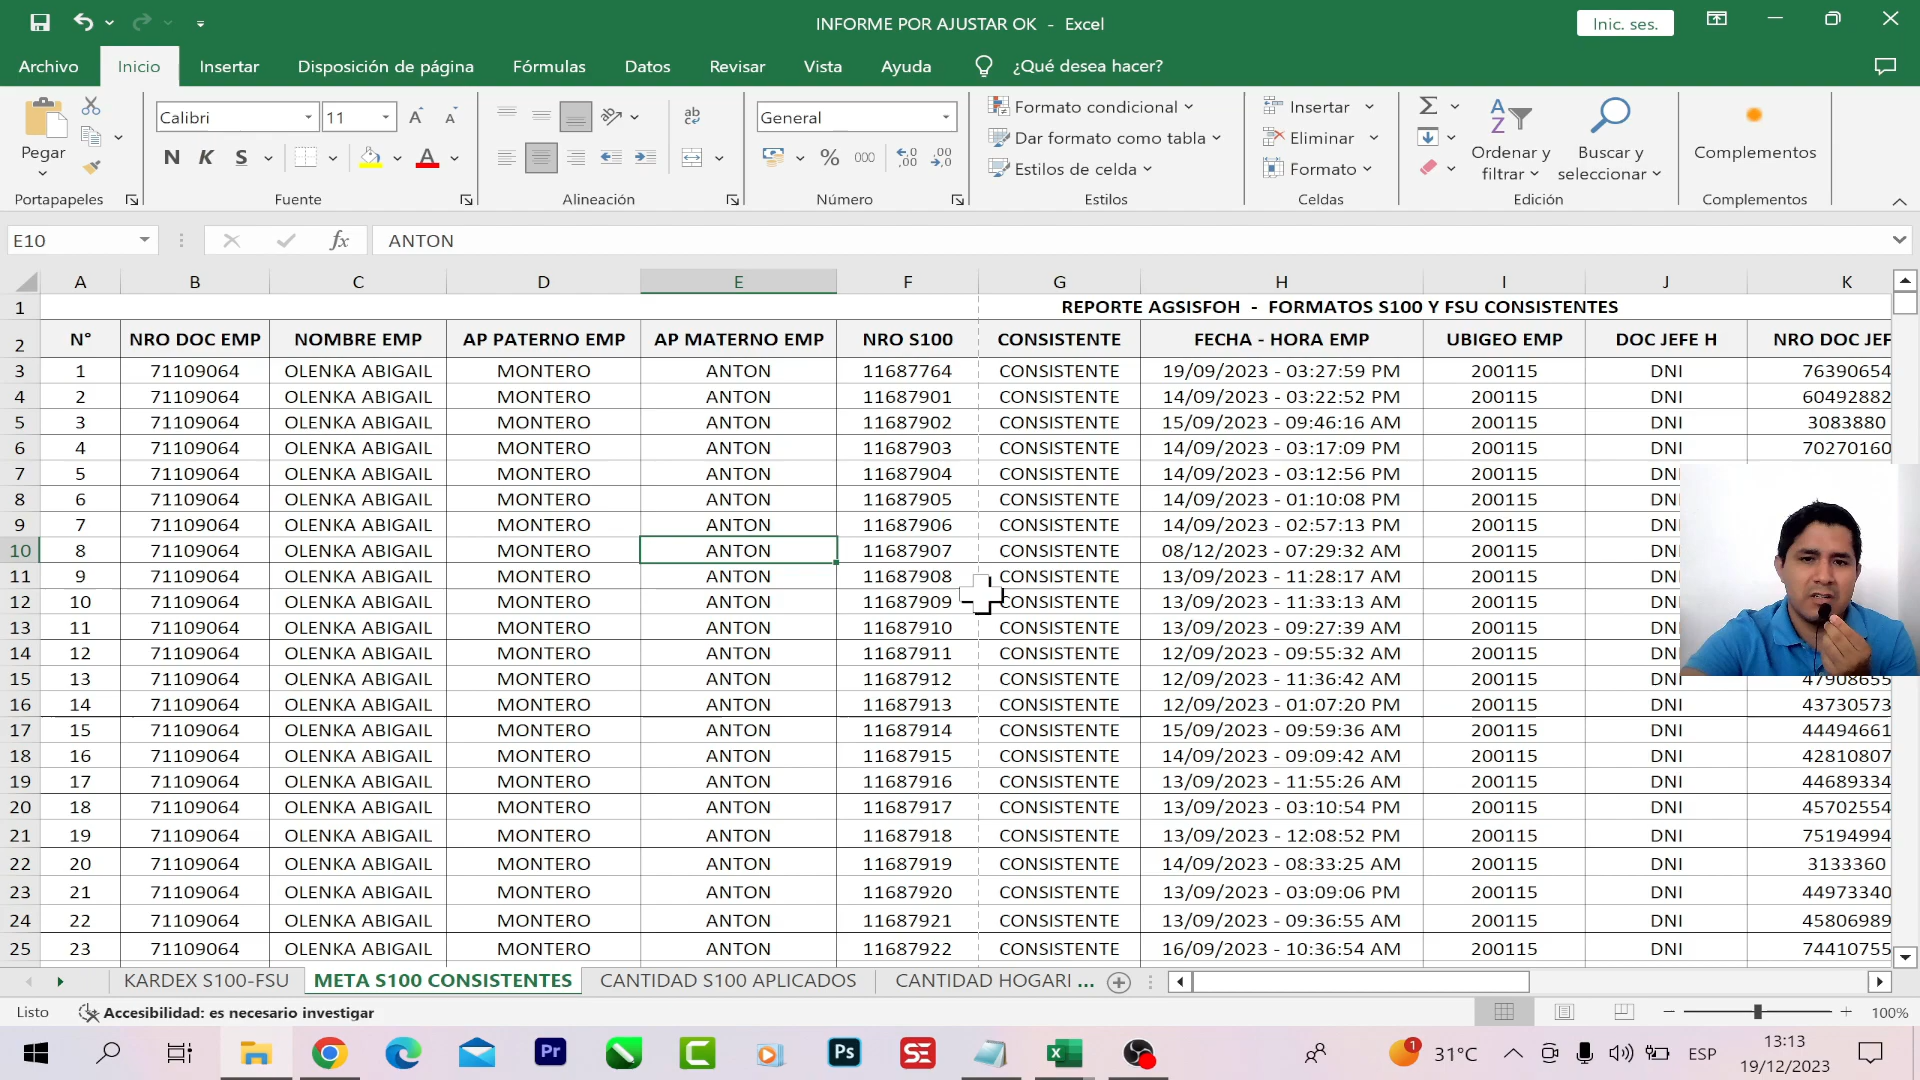 INFORME POR AJUSTAR OK - Excel
Inic. ses.
Archivo Inicio Insertar Disposición de página Fórmulas Datos Revisar Vista Ayuda ¿Qué desea hacer?
Pegar
Calibri 11
N K S
General
% 000
Formato condicional
Dar formato como tabla
Estilos de celda
Insertar
Eliminar
Formato
Ordenar y filtrar
Buscar y seleccionar
Complementos
Portapapeles Fuente Alineación Número Estilos Celdas Edición Complementos
E10 fx ANTON
A B C D E F G H I J K
1 REPORTE AGSISFOH - FORMATOS S100 Y FSU CONSISTENTES
2 N° NRO DOC EMP NOMBRE EMP AP PATERNO EMP AP MATERNO EMP NRO S100 CONSISTENTE FECHA - HORA EMP UBIGEO EMP DOC JEFE H NRO DOC JEF
3 1 71109064 OLENKA ABIGAIL MONTERO ANTON 11687764 CONSISTENTE 19/09/2023 - 03:27:59 PM 200115 DNI 76390654
4 2 71109064 OLENKA ABIGAIL MONTERO ANTON 11687901 CONSISTENTE 14/09/2023 - 03:22:52 PM 200115 DNI 60492882
5 3 71109064 OLENKA ABIGAIL MONTERO ANTON 11687902 CONSISTENTE 15/09/2023 - 09:46:16 AM 200115 DNI 3083880
6 4 71109064 OLENKA ABIGAIL MONTERO ANTON 11687903 CONSISTENTE 14/09/2023 - 03:17:09 PM 200115 DNI 70270160
7 5 71109064 OLENKA ABIGAIL MONTERO ANTON 11687904 CONSISTENTE 14/09/2023 - 03:12:56 PM 200115 DNI
8 6 71109064 OLENKA ABIGAIL MONTERO ANTON 11687905 CONSISTENTE 14/09/2023 - 01:10:08 PM 200115 DNI
9 7 71109064 OLENKA ABIGAIL MONTERO ANTON 11687906 CONSISTENTE 14/09/2023 - 02:57:13 PM 200115 DNI
10 8 71109064 OLENKA ABIGAIL MONTERO ANTON 11687907 CONSISTENTE 08/12/2023 - 07:29:32 AM 200115 DNI
11 9 71109064 OLENKA ABIGAIL MONTERO ANTON 11687908 CONSISTENTE 13/09/2023 - 11:28:17 AM 200115 DNI
12 10 71109064 OLENKA ABIGAIL MONTERO ANTON 11687909 CONSISTENTE 13/09/2023 - 11:33:13 AM 200115 DNI
13 11 71109064 OLENKA ABIGAIL MONTERO ANTON 11687910 CONSISTENTE 13/09/2023 - 09:27:39 AM 200115 DNI
14 12 71109064 OLENKA ABIGAIL MONTERO ANTON 11687911 CONSISTENTE 12/09/2023 - 09:55:32 AM 200115 DNI
15 13 71109064 OLENKA ABIGAIL MONTERO ANTON 11687912 CONSISTENTE 12/09/2023 - 11:36:42 AM 200115 DNI 47908655
16 14 71109064 OLENKA ABIGAIL MONTERO ANTON 11687913 CONSISTENTE 12/09/2023 - 01:07:20 PM 200115 DNI 43730573
17 15 71109064 OLENKA ABIGAIL MONTERO ANTON 11687914 CONSISTENTE 15/09/2023 - 09:59:36 AM 200115 DNI 44494661
18 16 71109064 OLENKA ABIGAIL MONTERO ANTON 11687915 CONSISTENTE 14/09/2023 - 09:09:42 AM 200115 DNI 42810807
19 17 71109064 OLENKA ABIGAIL MONTERO ANTON 11687916 CONSISTENTE 13/09/2023 - 11:55:26 AM 200115 DNI 44689334
20 18 71109064 OLENKA ABIGAIL MONTERO ANTON 11687917 CONSISTENTE 13/09/2023 - 03:10:54 PM 200115 DNI 45702554
21 19 71109064 OLENKA ABIGAIL MONTERO ANTON 11687918 CONSISTENTE 13/09/2023 - 12:08:52 PM 200115 DNI 75194994
22 20 71109064 OLENKA ABIGAIL MONTERO ANTON 11687919 CONSISTENTE 14/09/2023 - 08:33:25 AM 200115 DNI 3133360
23 21 71109064 OLENKA ABIGAIL MONTERO ANTON 11687920 CONSISTENTE 13/09/2023 - 03:09:06 PM 200115 DNI 44973340
24 22 71109064 OLENKA ABIGAIL MONTERO ANTON 11687921 CONSISTENTE 13/09/2023 - 09:36:55 AM 200115 DNI 45806989
25 23 71109064 OLENKA ABIGAIL MONTERO ANTON 11687922 CONSISTENTE 16/09/2023 - 10:36:54 AM 200115 DNI 74410755
KARDEX S100-FSU META S100 CONSISTENTES CANTIDAD S100 APLICADOS CANTIDAD HOGARI ...
Listo Accesibilidad: es necesario investigar 100%
Pr Ps 1 31°C ESP 13:13
19/12/2023